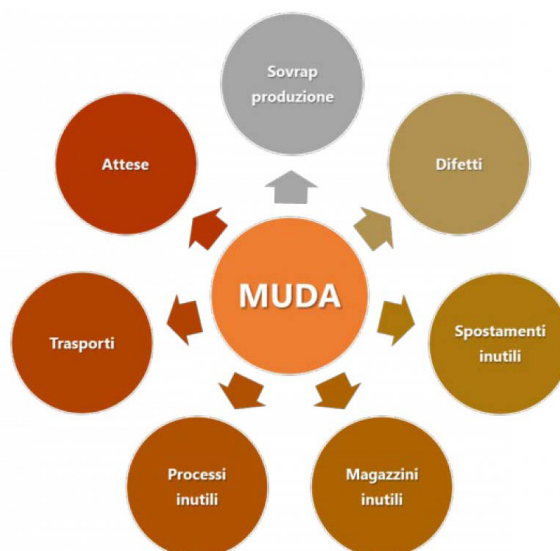 Sovrap
produzione
Attese
Difetti
MUDA
Trasporti
Spostamenti
inutili
Processi
inutili
Magazzini
inutili